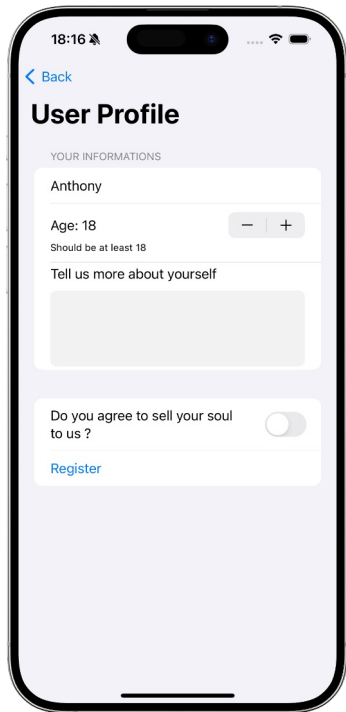 18:16
Back
User Profile
YOUR INFORMATIONS
Anthony
Age: 18
Should be at least 18
Tell us more about yourself
Do you agree to sell your soul
to us ?
Register